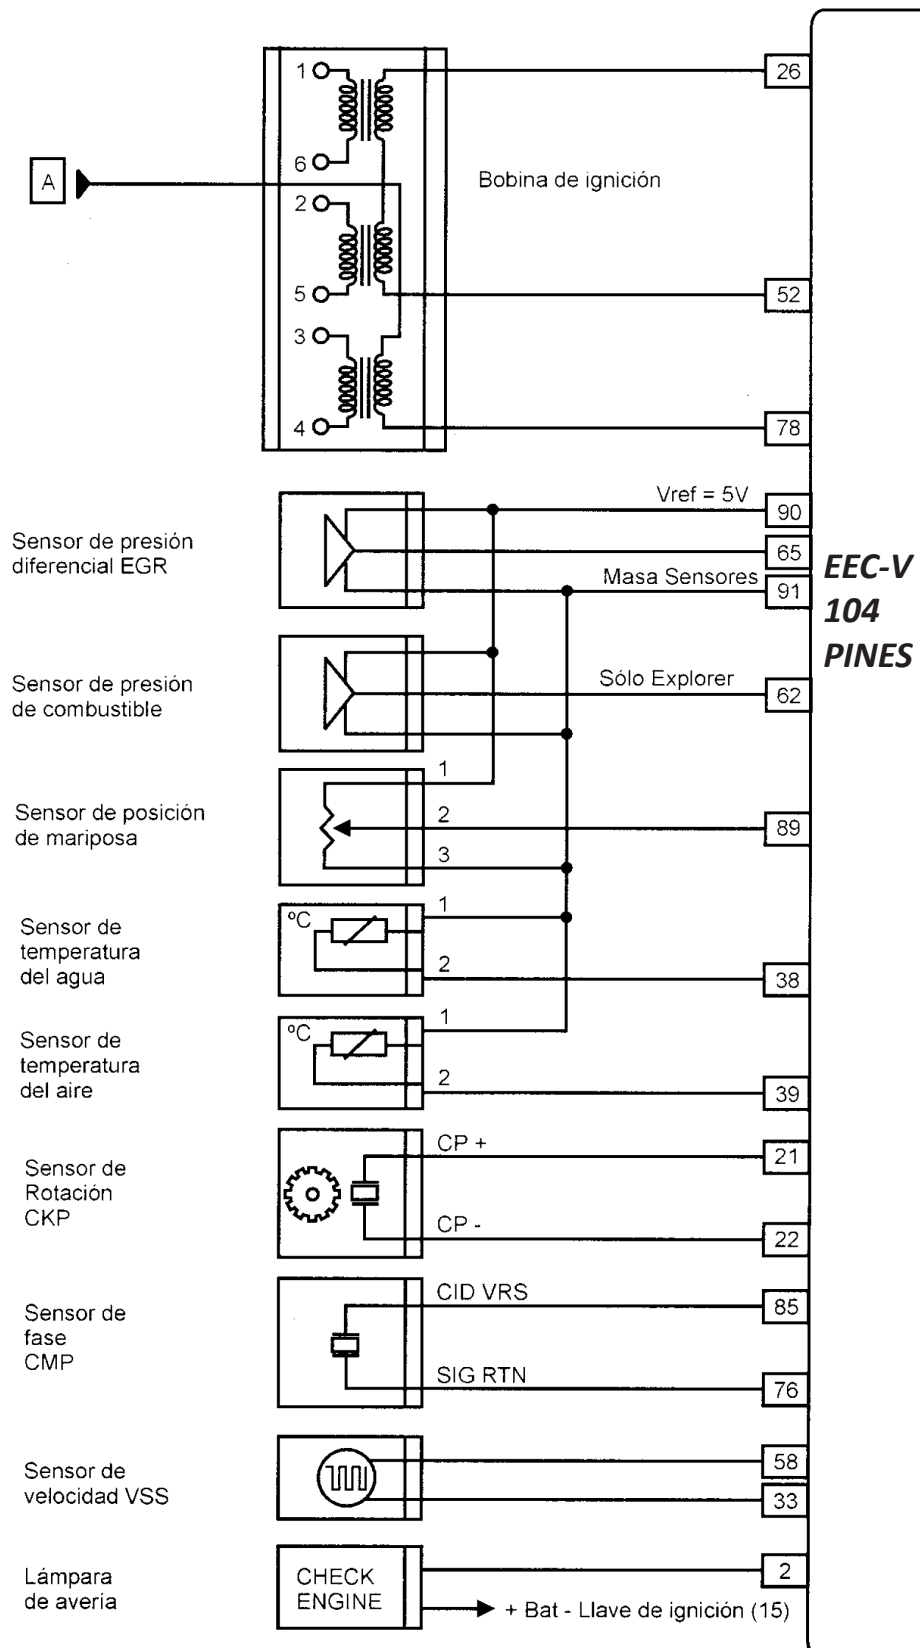 1
26
6
A
Bobina de ignición
2
5
52
3
4
78
Vref = 5V
90
Sensor de presión
diferencial EGR
65
Masa Sensores
91
EEC-V
104
PINES
Sensor de presión
de combustible
Sólo Explorer
62
1
Sensor de posición
de mariposa
2
89
3
Sensor de
temperatura
del agua
ºC
1
2
38
Sensor de
temperatura
del aire
ºC
1
2
39
Sensor de
Rotación
CKP
CP +
21
CP -
22
Sensor de
fase
CMP
CID VRS
85
SIG RTN
76
Sensor de
velocidad VSS
58
33
Lámpara
de avería
CHECK
ENGINE
2
+ Bat - Llave de ignición (15)